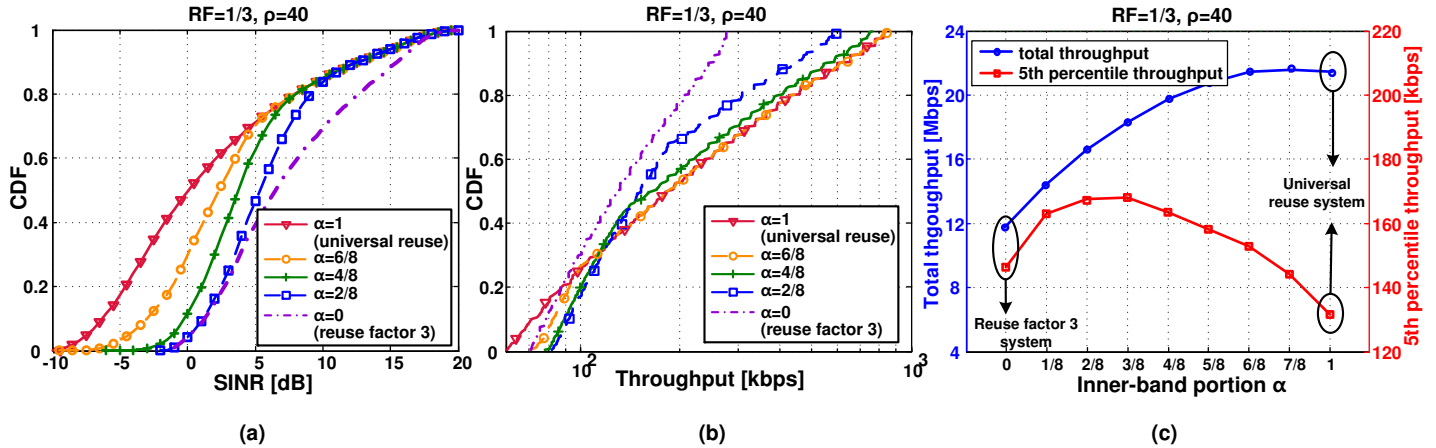 RF=1/3, ρ=40
1
0.8
0.6
0.4
0.2
0
CDF
-10
-5
0
5
10
15
20
SINR [dB]
α=1
(universal reuse)
α=6/8
α=4/8
α=2/8
α=0
(reuse factor 3)
(a)
RF=1/3, ρ=40
1
0.8
0.6
0.4
0.2
0
CDF
10²
10³
Throughput [kbps]
α=1
(universal reuse)
α=6/8
α=4/8
α=2/8
α=0
(reuse factor 3)
(b)
RF=1/3, ρ=40
24
20
16
12
8
4
Total thgoughput [Mbps]
total throughput
5th percentile throughput
220
200
180
160
140
120
5th percentile throughput [kbps]
Universal
reuse system
Reuse factor 3
system
0
1/8
2/8
3/8
4/8
5/8
6/8
7/8
1
Inner-band portion α
(c)